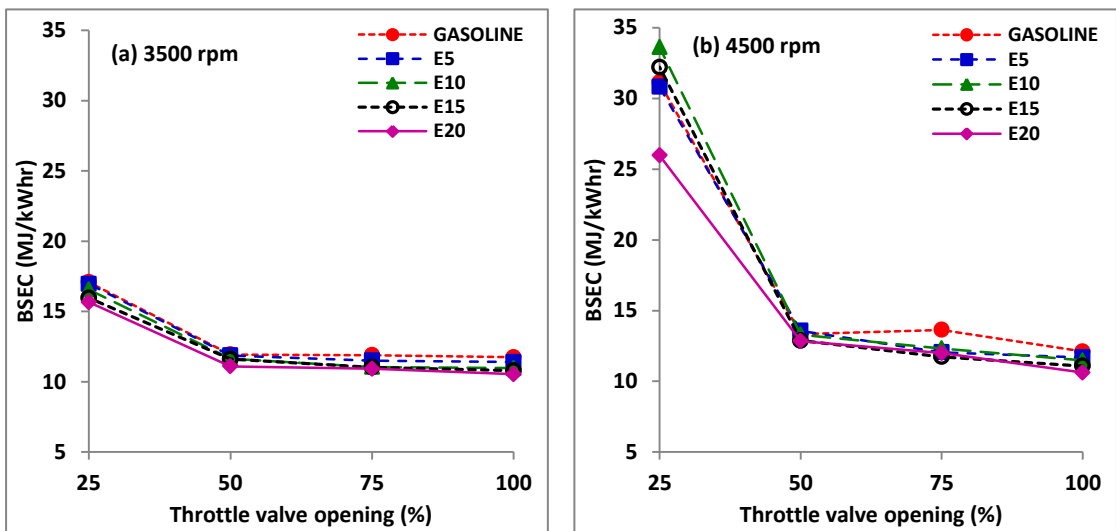 (a) 3500 rpm
GASOLINE
E5
E10
E15
E20
BSEC (MJ/kWhr)
35
30
25
20
15
10
5
25 50 75 100
Throttle valve opening (%)
(b) 4500 rpm
GASOLINE
E5
E10
E15
E20
BSEC (MJ/kWhr)
35
30
25
20
15
10
5
25 50 75 100
Throttle valve opening (%)